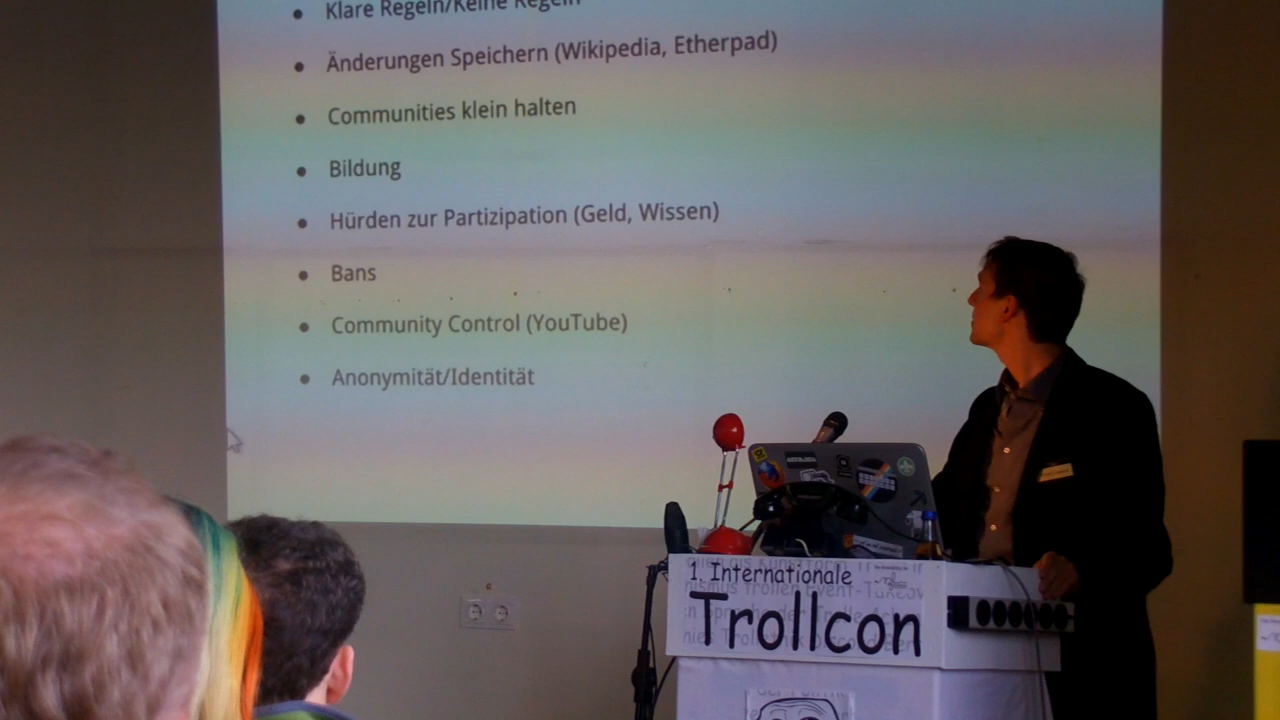 Klare Regeln/Keine Regeln
Änderungen Speichern (Wikipedia, Etherpad)
Communities klein halten
Bildung
Hürden zur Partizipation (Geld, Wissen)
Bans
Community Control (YouTube)
Anonymität/Identität
1. Internationale
Trollcon